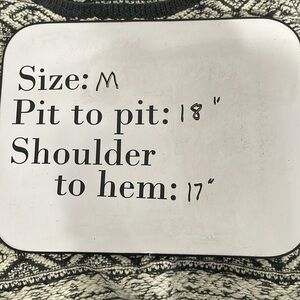 Size: M
Pit to pit: 18"
Shoulder
to hem: 17"